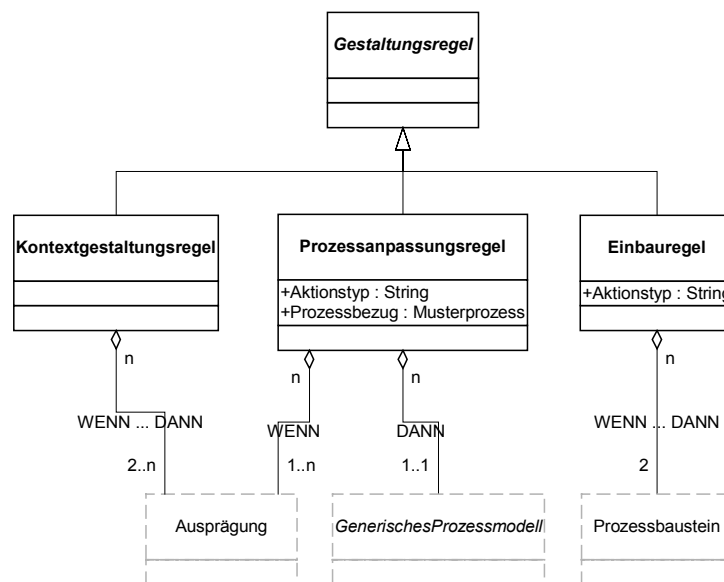 Gestaltungsregel
Kontextgestaltungsregel
Prozessanpassungsregel
+Aktionstyp : String
+Prozessbezug : Musterprozess
Einbauregel
+Aktionstyp : String
n
n
n
n
WENN ... DANN
WENN
DANN
WENN ... DANN
2..n
1..n
1..1
2
Ausprägung
GenerischesProzessmodell
Prozessbaustein